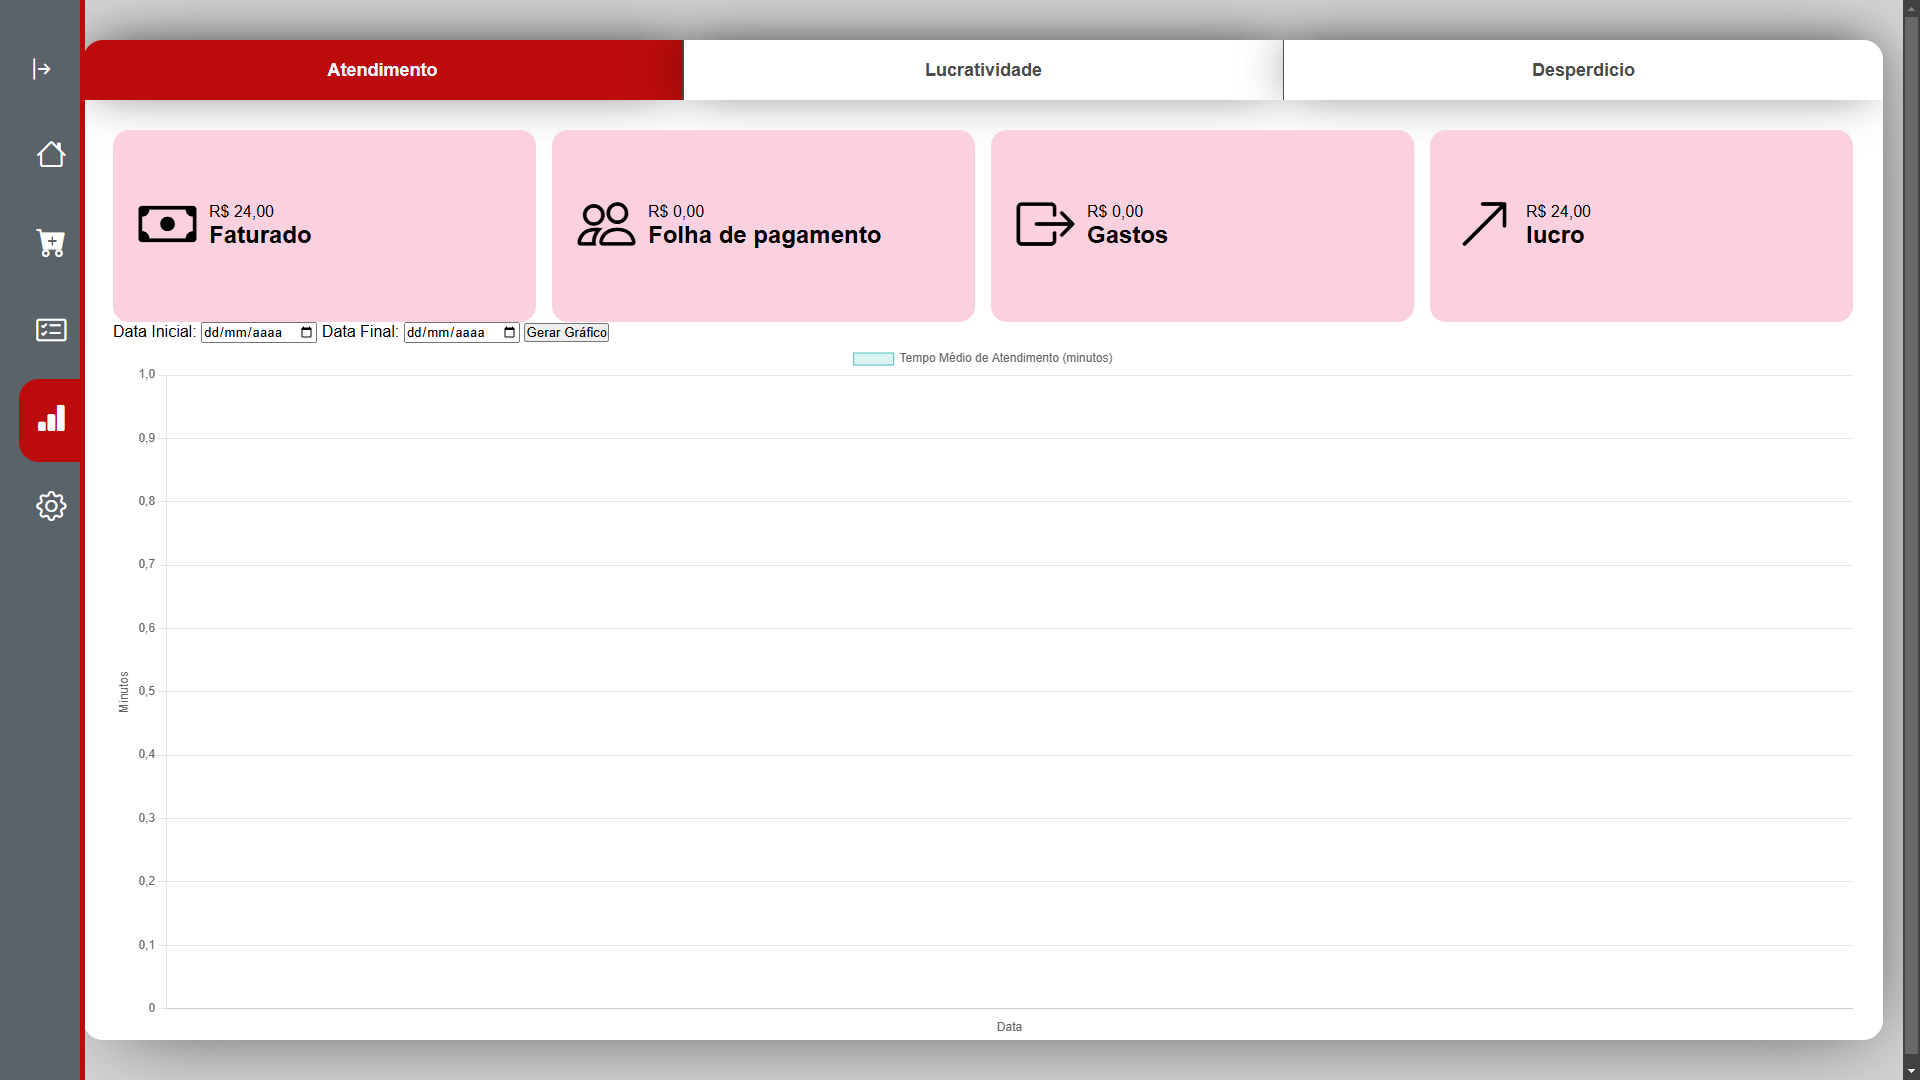 Atendimento
Lucratividade
Desperdicio
R$ 24,00
Faturado
R$ 0,00
Folha de pagamento
R$ 0,00
Gastos
R$ 24,00
lucro
Data Inicial: dd/mm/aaaa Data Final: dd/mm/aaaa Gerar Gráfico
Tempo Médio de Atendimento (minutos)
1,0
0,9
0,8
0,7
0,6
0,5
0,4
0,3
0,2
0,1
0
Minutos
Data